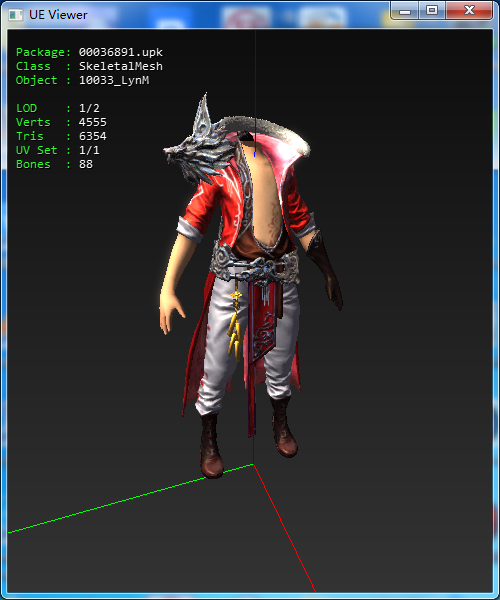 UE Viewer
Package: 00036891.upk
Class : SkeletalMesh
Object : 10033_LynM
LOD : 1/2
Verts : 4555
Tris : 6354
UV Set : 1/1
Bones : 88